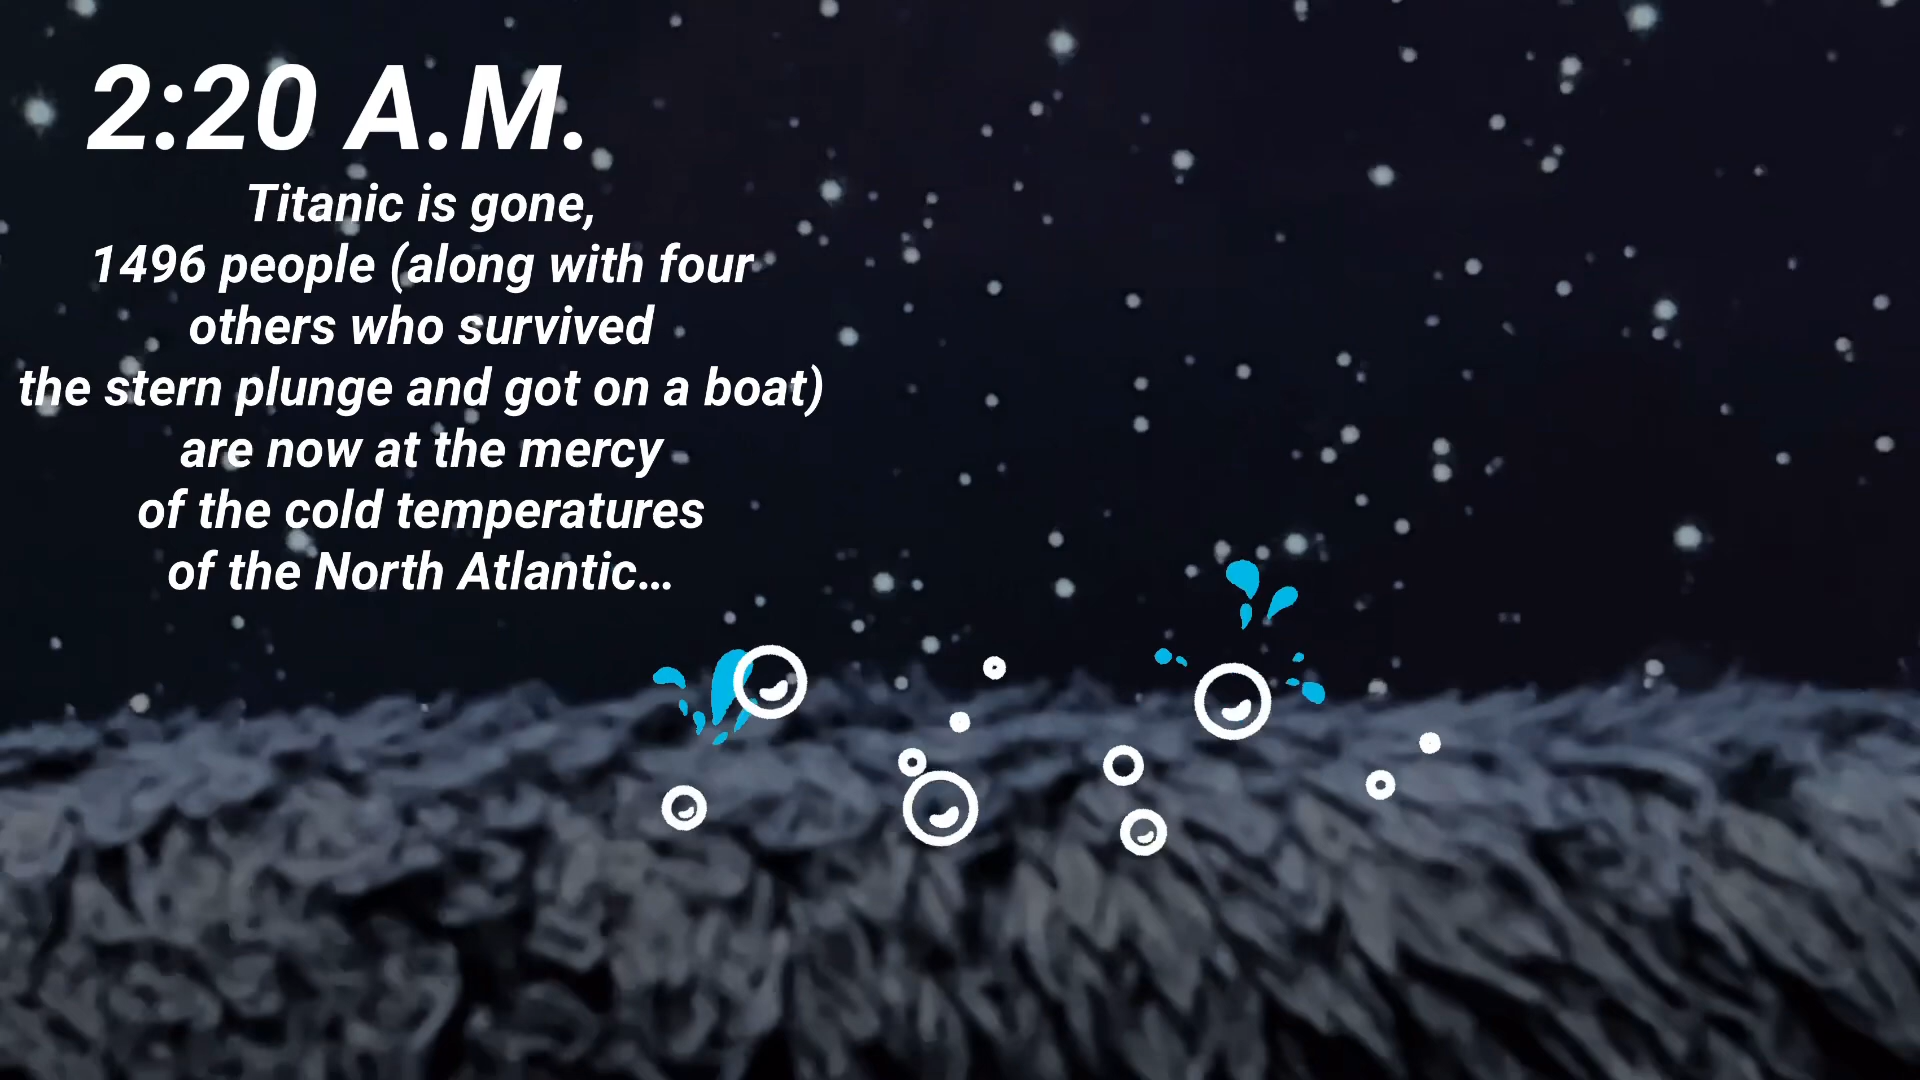 2:20 A.M.
Titanic is gone,
1496 people (along with four
others who survived
the stern plunge and got on a boat)
are now at the mercy
of the cold temperatures
of the North Atlantic...